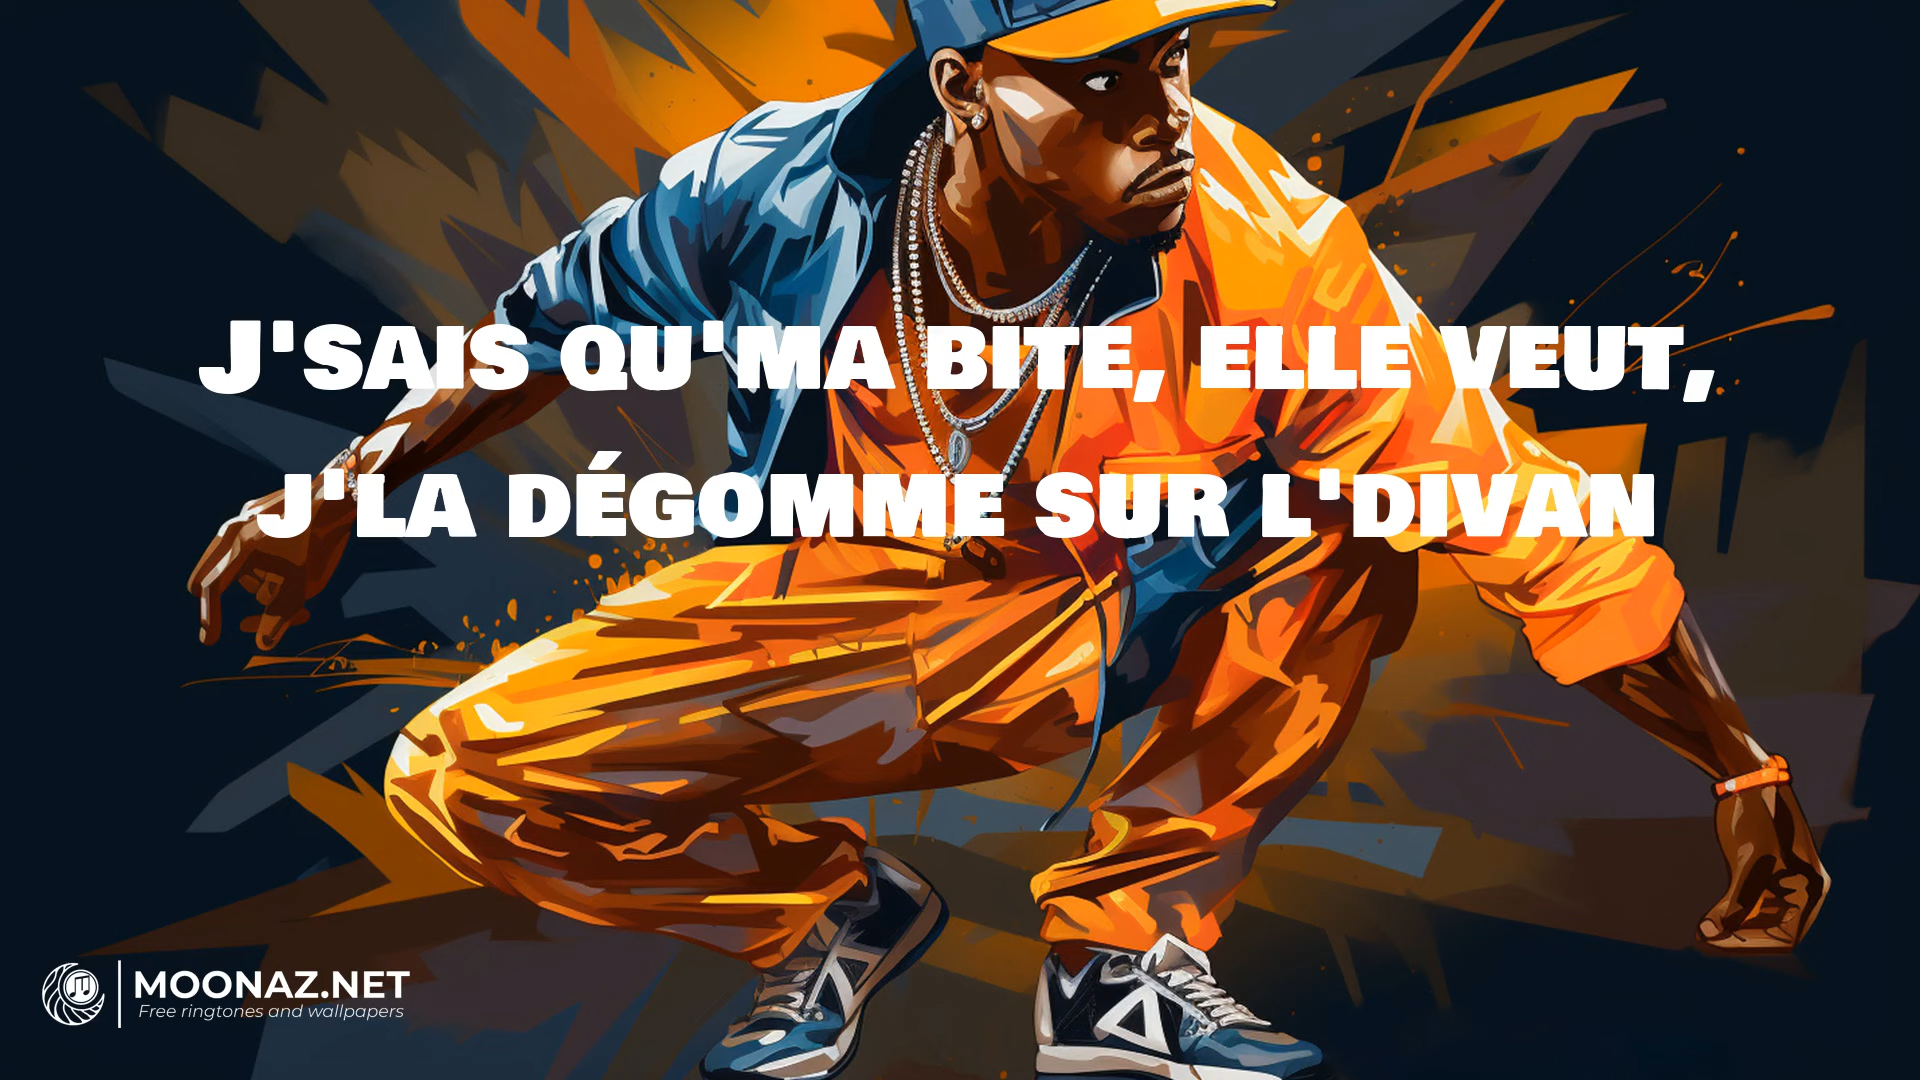 J'SAIS QU'MA BITE, ELLE VEUT,
J'LA DÉGOMME SUR L'DIVAN
MOONAZ.NET
Free ringtones and wallpapers